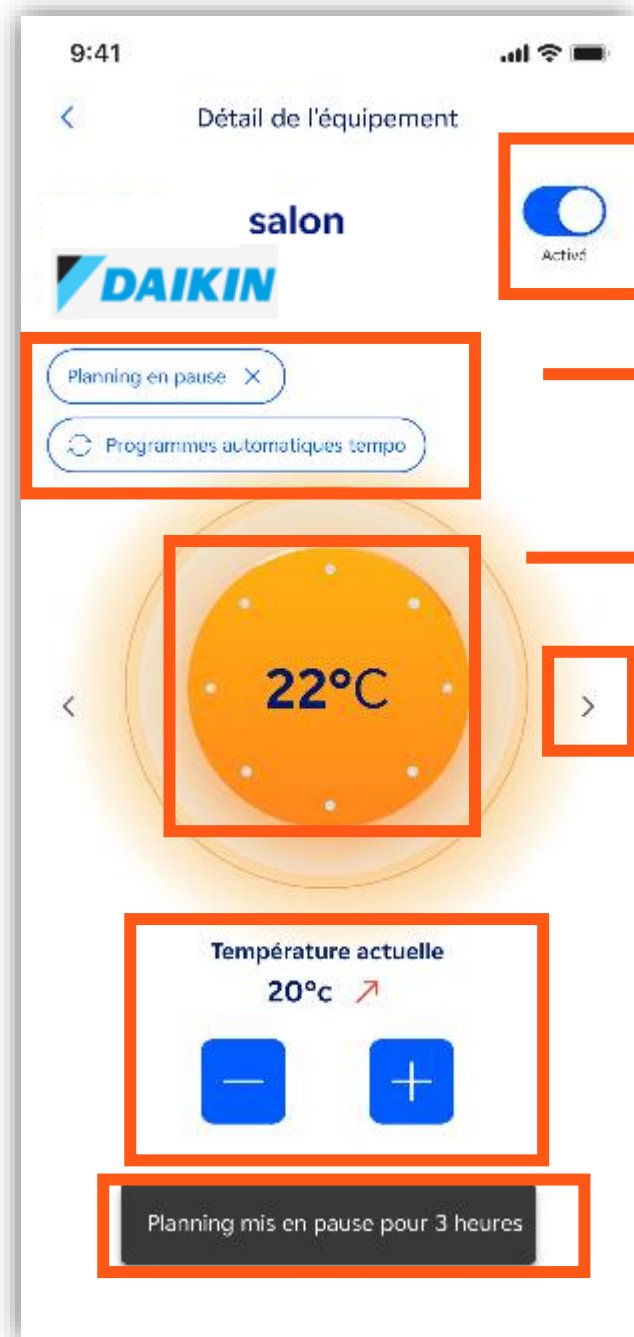 9:41
Détail de l'équipement
salon
Activé
DAIKIN
Planning en pause
Programmes automatiques tempo
22°C
Température actuelle
20°c
Planning mis en pause pour 3 heures